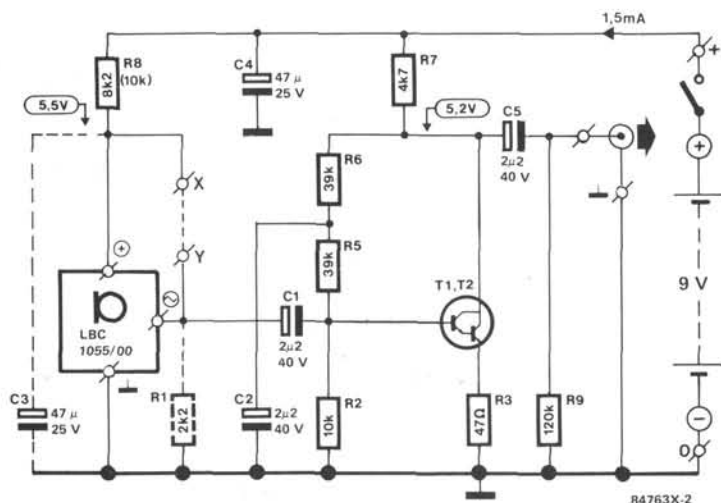 1,5mA
R8
(10k)
8k2
5,5V
C4
47 µ
25 V
R7
4k7
5,2V
C5
2µ2
40 V
+
+
R6
39k
X
Y
R5
39k
+
LBC
1055/00
C1
2µ2
40 V
T1,T2
9 V
C3
47 µ
25 V
R1
2k2
C2
2µ2
40 V
R2
10k
R3
47Ω
R9
120k
−
0
84763X-2